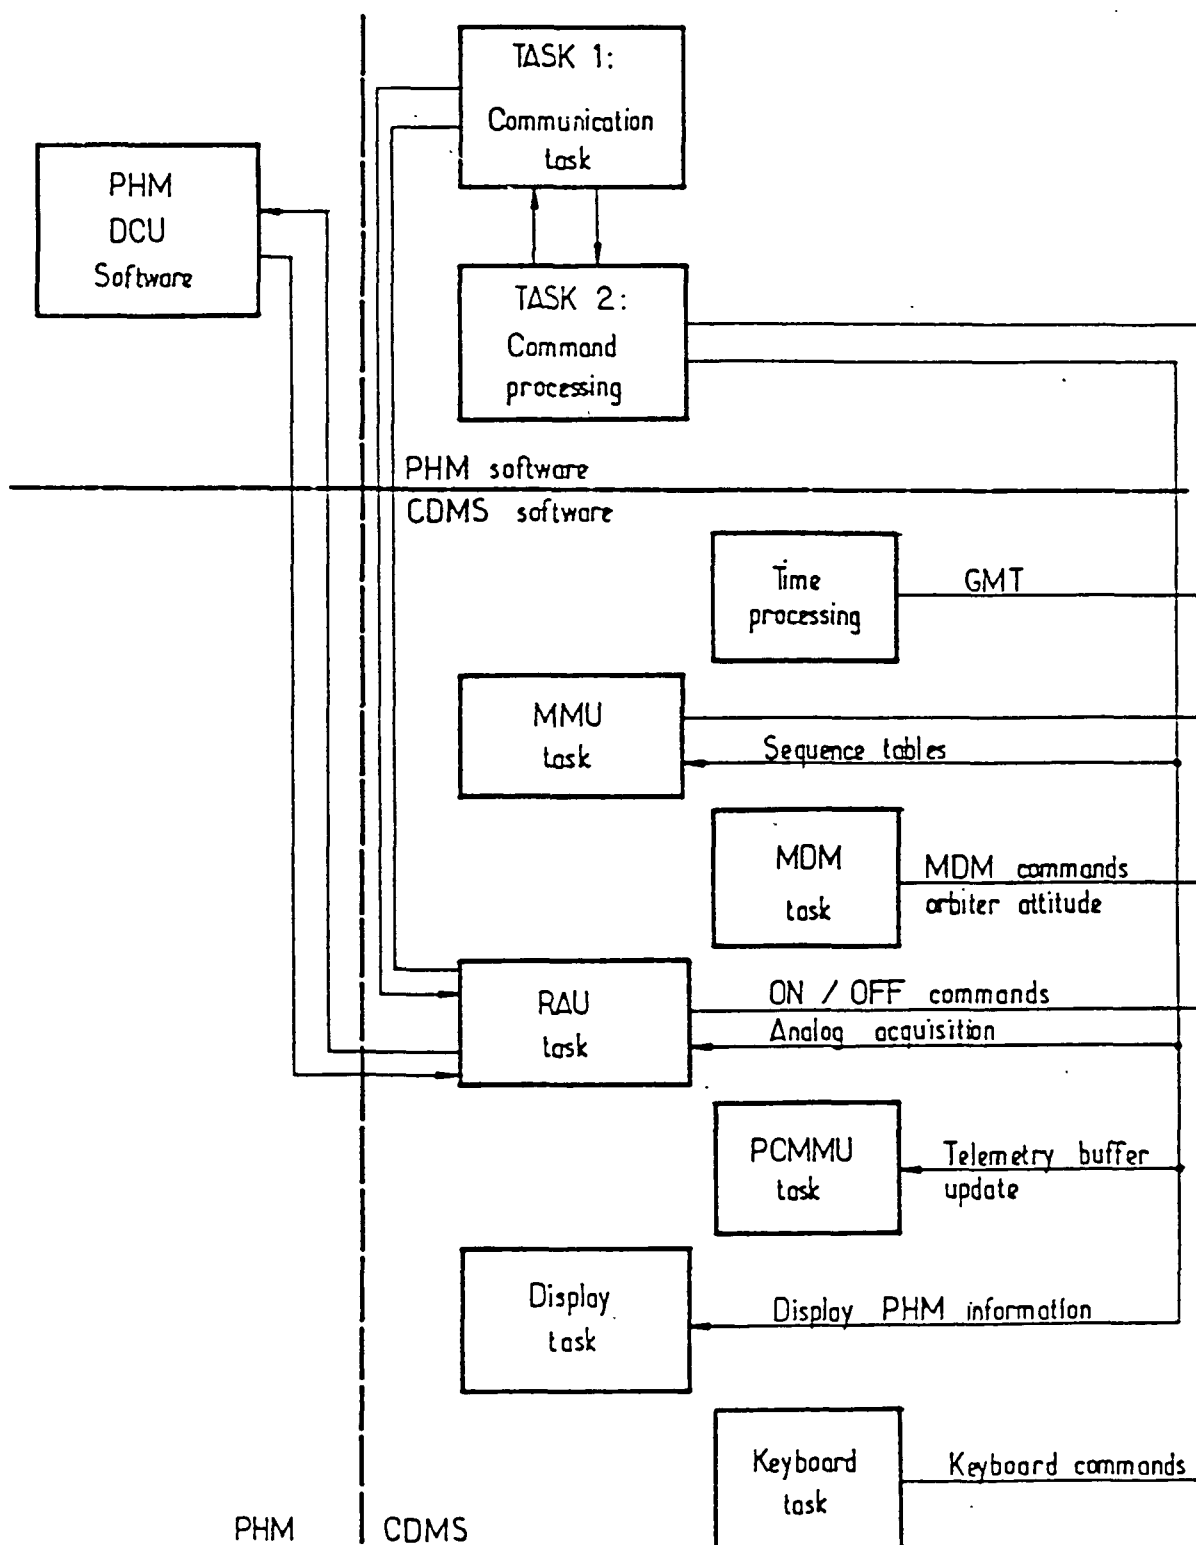 TASK 1:
Communication
task
PHM
DCU
Software
TASK 2:
Command
processing
PHM software
CDMS software
Time
processing
GMT
MMU
task
Sequence tables
MDM
task
MDM commands
orbiter attitude
RAU
task
ON / OFF commands
Analog acquisition
PCMMU
task
Telemetry buffer
update
Display
task
Display PHM information
Keyboard
task
Keyboard commands
PHM
CDMS